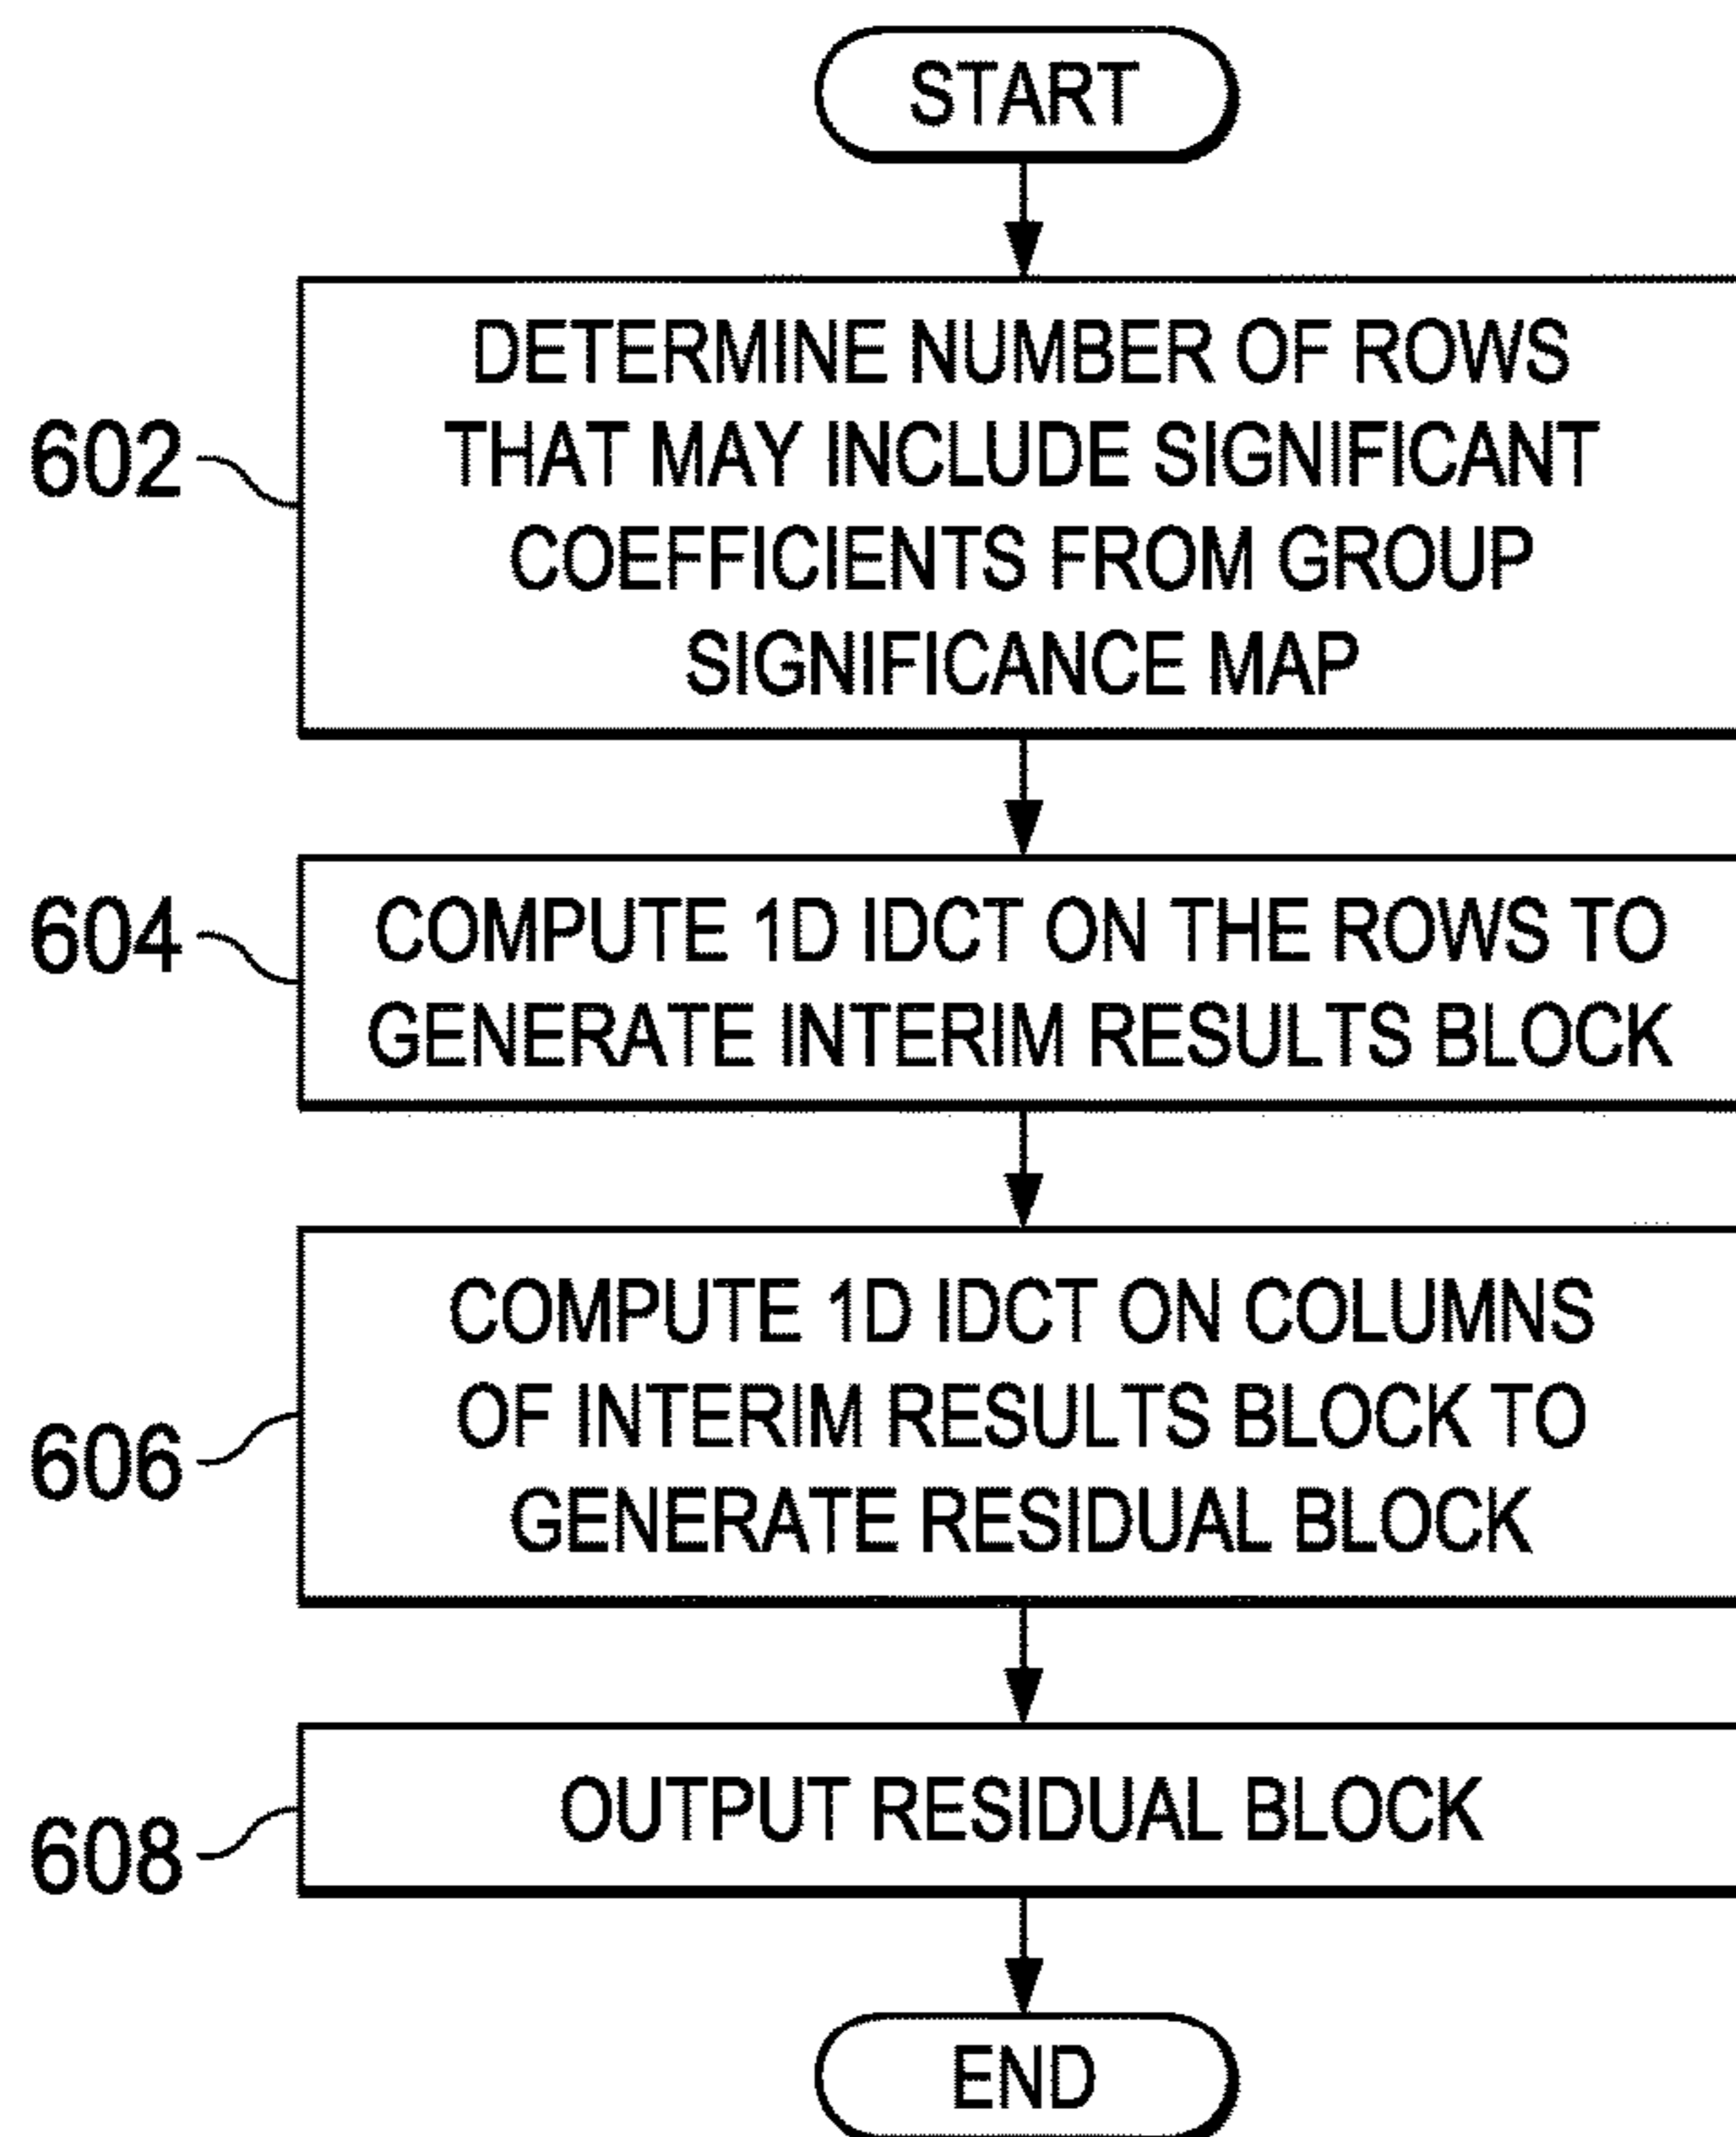 START
602
DETERMINE NUMBER OF ROWS
THAT MAY INCLUDE SIGNIFICANT
COEFFICIENTS FROM GROUP
SIGNIFICANCE MAP
604
COMPUTE 1D IDCT ON THE ROWS TO
GENERATE INTERIM RESULTS BLOCK
606
COMPUTE 1D IDCT ON COLUMNS
OF INTERIM RESULTS BLOCK TO
GENERATE RESIDUAL BLOCK
608
OUTPUT RESIDUAL BLOCK
END